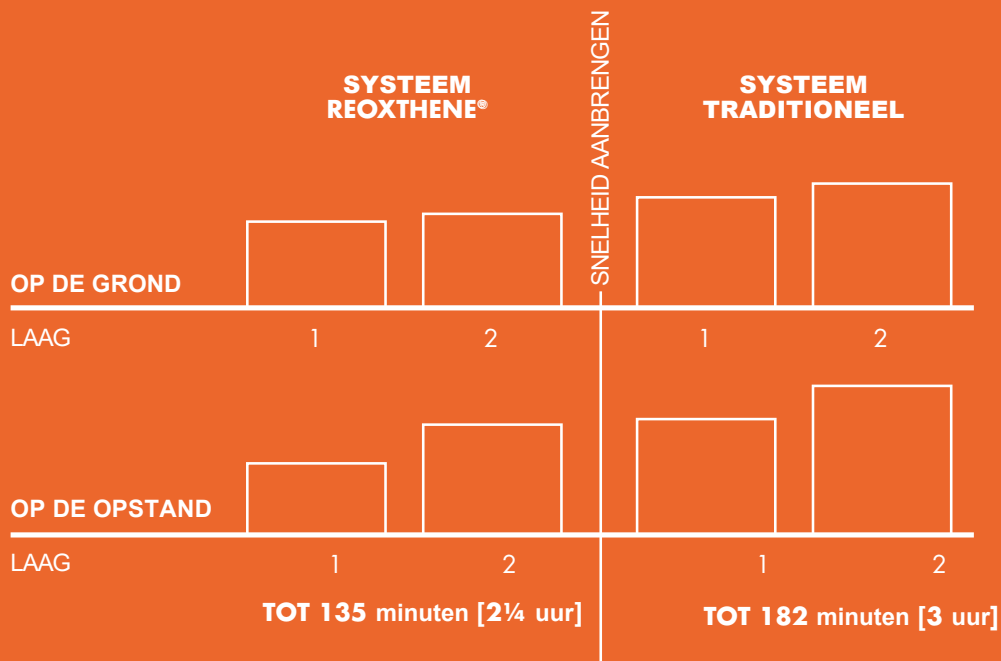 SYSTEEM
REOXTHENE®
SNELHEID AANBRENGEN
SYSTEEM
TRADITIONEEL
OP DE GROND
LAAG 1 2 1 2
OP DE OPSTAND
LAAG 1 2 1 2
TOT 135 minuten [2¼ uur]
TOT 182 minuten [3 uur]